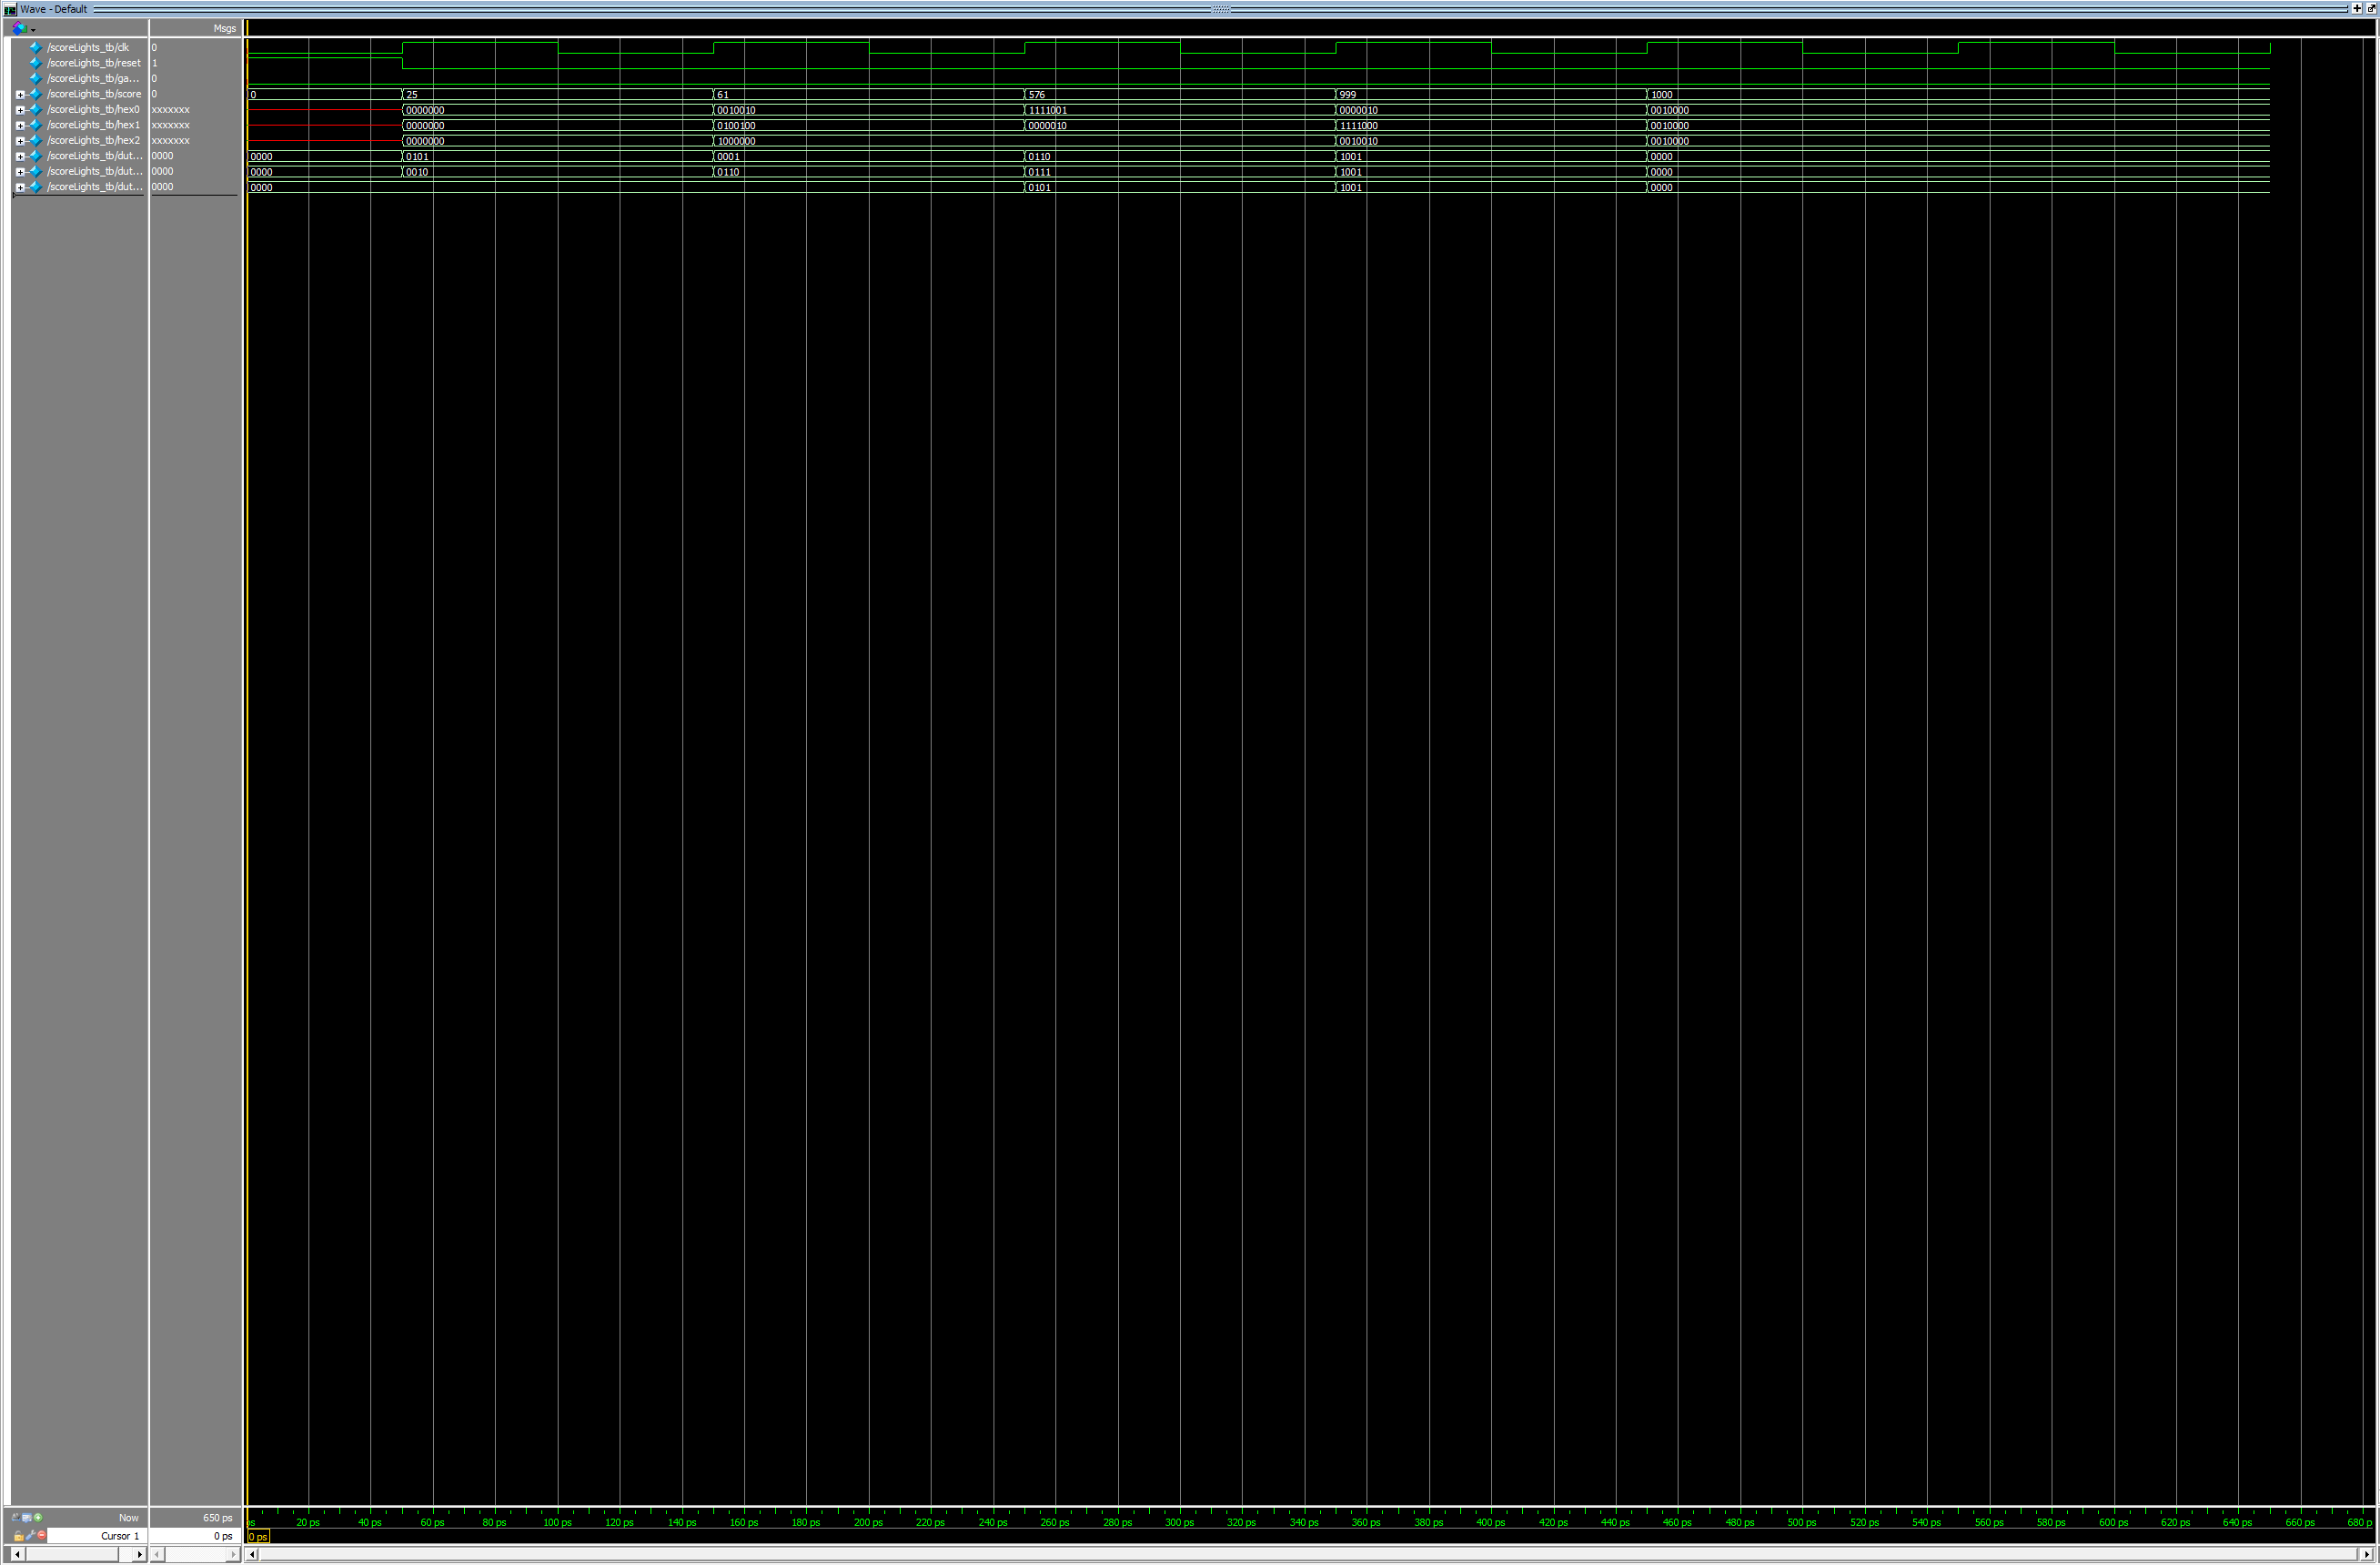 Wave - Default
Msgs
/scoreLights_tb/clk 0
/scoreLights_tb/reset 1
/scoreLights_tb/ga... 0
/scoreLights_tb/score 0 0 25 61 576 999 1000
/scoreLights_tb/hex0 xxxxxxx 0000000 0010010 1111001 0000010 0010000
/scoreLights_tb/hex1 xxxxxxx 0000000 0100100 0000010 1111000 0010000
/scoreLights_tb/hex2 xxxxxxx 0000000 1000000 0010010 0010000
/scoreLights_tb/dut... 0000 0000 0101 0001 0110 1001 0000
/scoreLights_tb/dut... 0000 0000 0010 0110 0111 1001 0000
/scoreLights_tb/dut... 0000 0000 0101 1001 0000
Now 650 ps ps 20 ps 40 ps 60 ps 80 ps 100 ps 120 ps 140 ps 160 ps 180 ps 200 ps 220 ps 240 ps 260 ps 280 ps 300 ps 320 ps 340 ps 360 ps 380 ps 400 ps 420 ps 440 ps 460 ps 480 ps 500 ps 520 ps 540 ps 560 ps 580 ps 600 ps 620 ps 640 ps 660 ps 680 p
Cursor 1 0 ps 0 ps